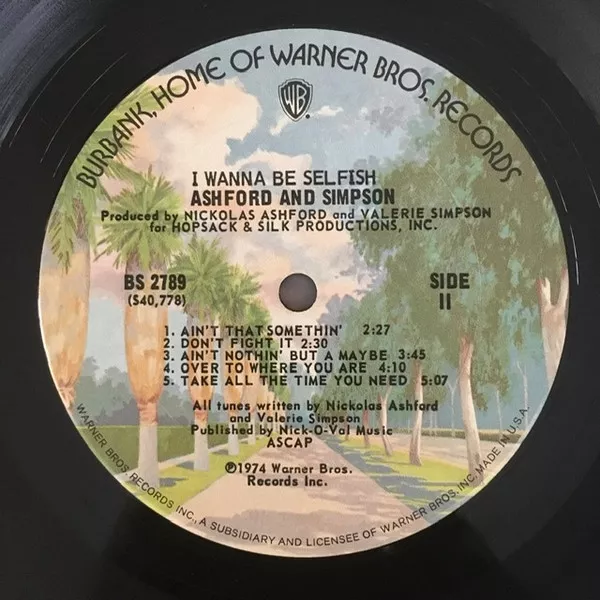 BURBANK, HOME OF WARNER BROS. RECORDS
WB
I WANNA BE SELFISH
ASHFORD AND SIMPSON
Produced by NICKOLAS ASHFORD and VALERIE SIMPSON
for HOPSACK & SILK PRODUCTIONS, INC.
BS 2789
(S40,778)
SIDE
II
1. AIN'T THAT SOMETHIN' 2:27
2. DON'T FIGHT IT 2:30
3. AIN'T NOTHIN' BUT A MAYBE 3:45
4. OVER TO WHERE YOU ARE 4:10
5. TAKE ALL THE TIME YOU NEED 5:07
All tunes written by Nickolas Ashford
and Valerie Simpson
Published by Nick-O-Val Music
ASCAP
℗1974 Warner Bros.
Records Inc.
WARNER BROS. RECORDS INC., A SUBSIDIARY AND LICENSEE OF WARNER BROS. INC. MADE IN U.S.A.